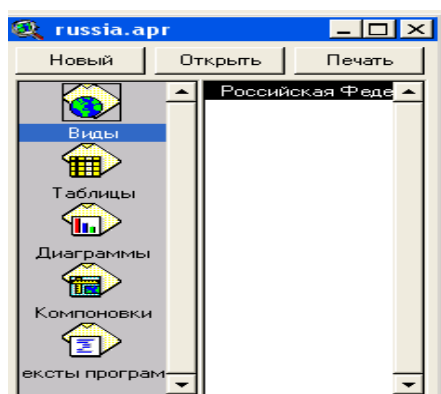 russia.apr
Новый Открыть Печать
Российская Феде
Виды
Таблицы
Диаграммы
Компоновки
ексты програм